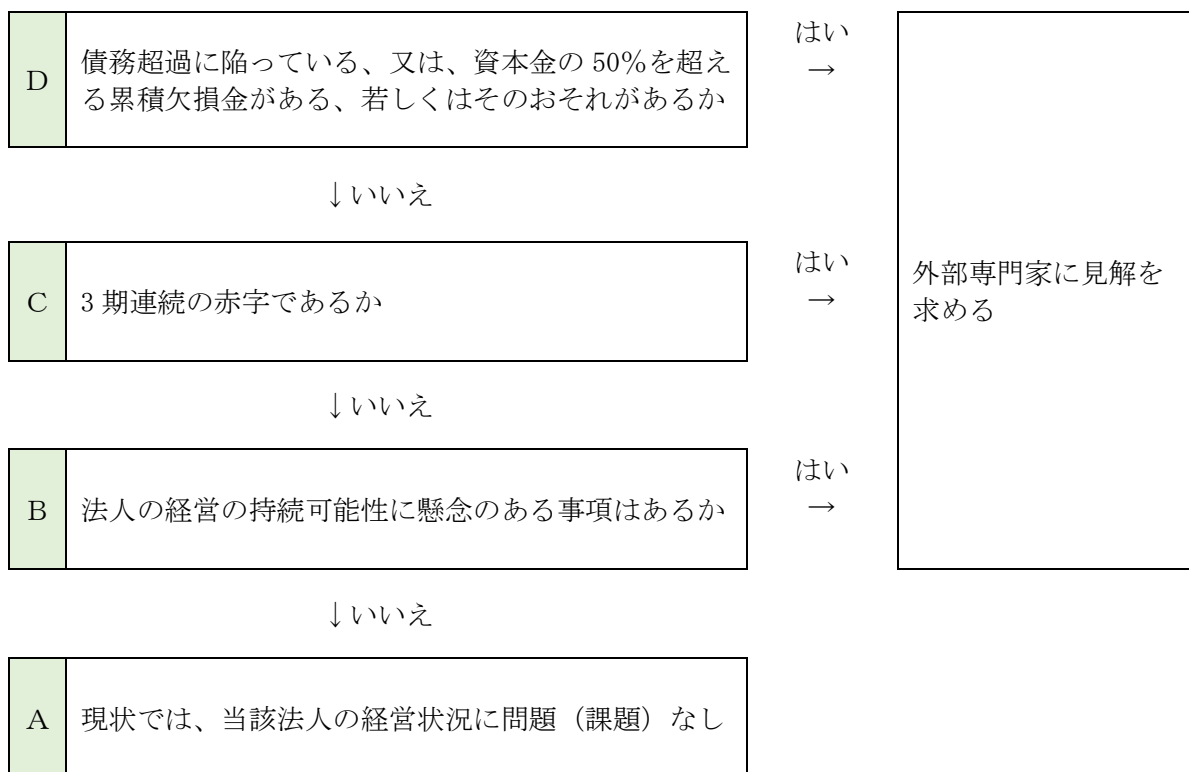 はい
→
D
債務超過に陥っている、又は、資本金の 50%を超え
る累積欠損金がある、若しくはそのおそれがあるか
↓いいえ
はい
→
C
3 期連続の赤字であるか
外部専門家に見解を
求める
↓いいえ
はい
→
B
法人の経営の持続可能性に懸念のある事項はあるか
↓いいえ
A
現状では、当該法人の経営状況に問題（課題）なし